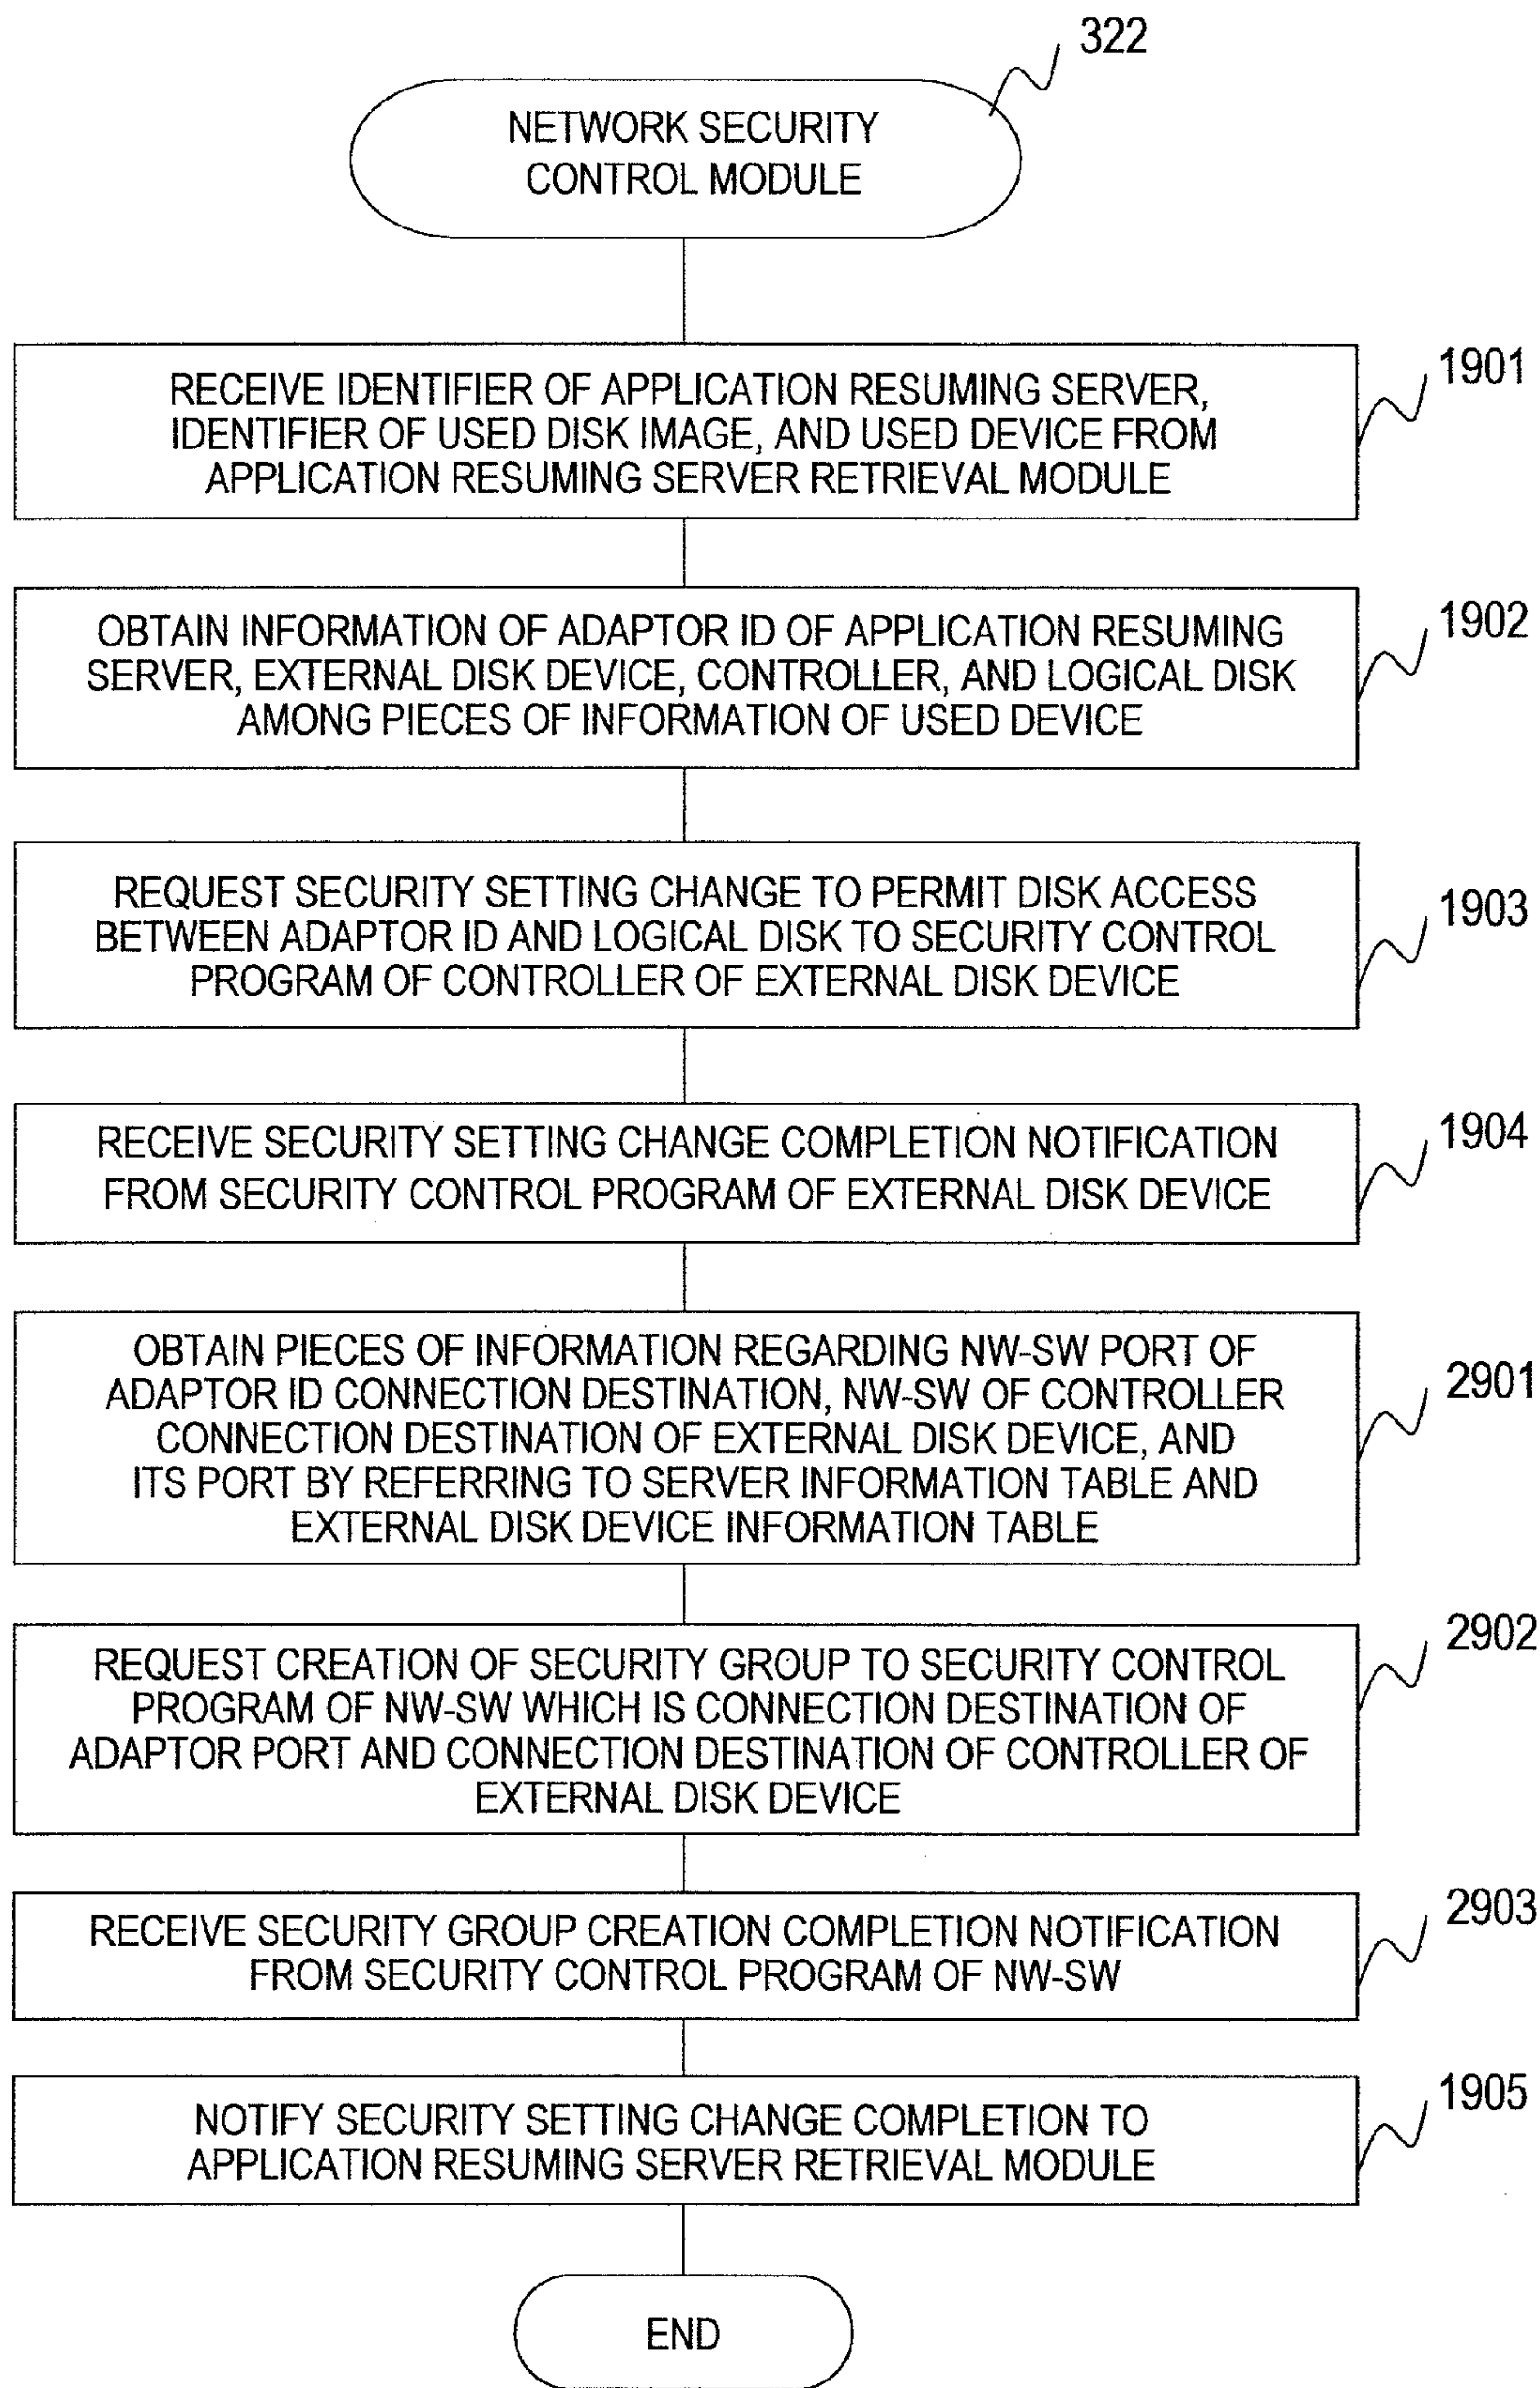 322
NETWORK SECURITY
CONTROL MODULE
1901
RECEIVE IDENTIFIER OF APPLICATION RESUMING SERVER,
IDENTIFIER OF USED DISK IMAGE, AND USED DEVICE FROM
APPLICATION RESUMING SERVER RETRIEVAL MODULE
1902
OBTAIN INFORMATION OF ADAPTOR ID OF APPLICATION RESUMING
SERVER, EXTERNAL DISK DEVICE, CONTROLLER, AND LOGICAL DISK
AMONG PIECES OF INFORMATION OF USED DEVICE
1903
REQUEST SECURITY SETTING CHANGE TO PERMIT DISK ACCESS
BETWEEN ADAPTOR ID AND LOGICAL DISK TO SECURITY CONTROL
PROGRAM OF CONTROLLER OF EXTERNAL DISK DEVICE
1904
RECEIVE SECURITY SETTING CHANGE COMPLETION NOTIFICATION
FROM SECURITY CONTROL PROGRAM OF EXTERNAL DISK DEVICE
2901
OBTAIN PIECES OF INFORMATION REGARDING NW-SW PORT OF
ADAPTOR ID CONNECTION DESTINATION, NW-SW OF CONTROLLER
CONNECTION DESTINATION OF EXTERNAL DISK DEVICE, AND
ITS PORT BY REFERRING TO SERVER INFORMATION TABLE AND
EXTERNAL DISK DEVICE INFORMATION TABLE
2902
REQUEST CREATION OF SECURITY GROUP TO SECURITY CONTROL
PROGRAM OF NW-SW WHICH IS CONNECTION DESTINATION OF
ADAPTOR PORT AND CONNECTION DESTINATION OF CONTROLLER OF
EXTERNAL DISK DEVICE
2903
RECEIVE SECURITY GROUP CREATION COMPLETION NOTIFICATION
FROM SECURITY CONTROL PROGRAM OF NW-SW
1905
NOTIFY SECURITY SETTING CHANGE COMPLETION TO
APPLICATION RESUMING SERVER RETRIEVAL MODULE
END